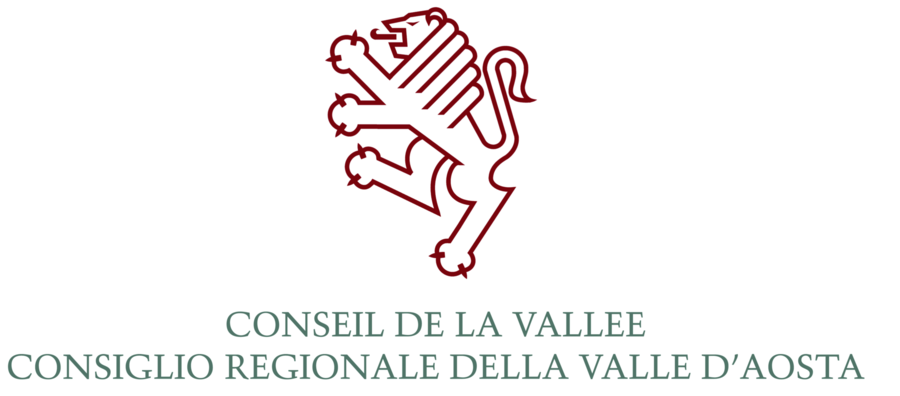 CONSEIL DE LA VALLEE
CONSIGLIO REGIONALE DELLA VALLE D'AOSTA